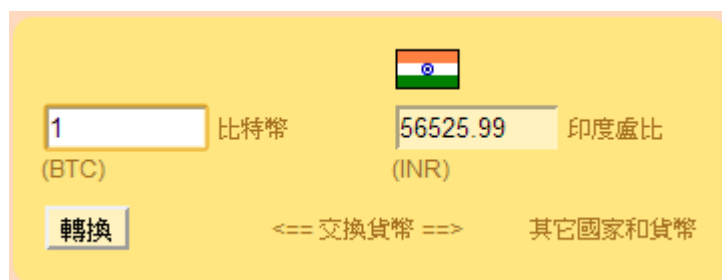 1 比特幣 56525.99 印度盧比
(BTC) (INR)
轉換 <== 交換貨幣 ==> 其它國家和貨幣